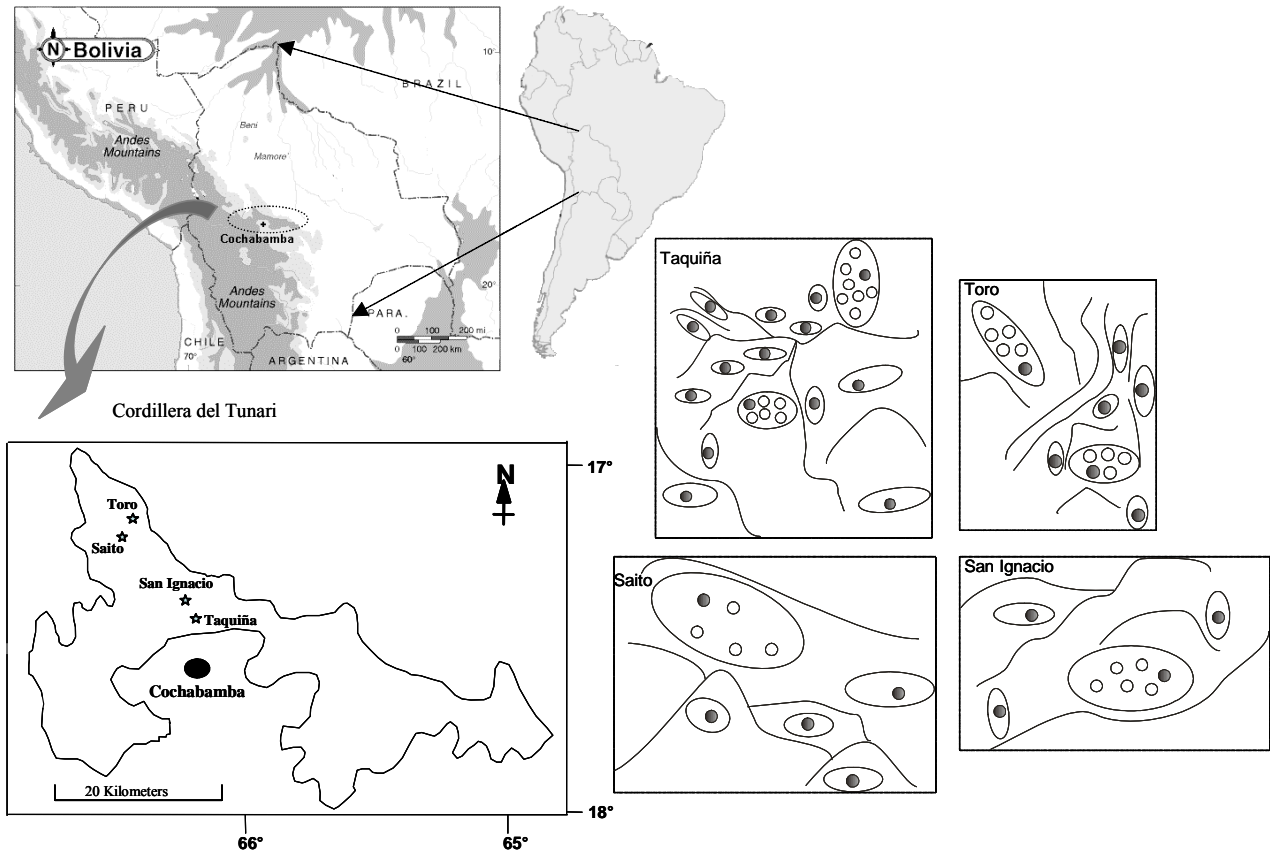 N Bolivia
10°
BRAZIL
PERU
Andes
Mountains
Beni
Mamore'
Cochabamba
Andes
Mountains
20°
PARA.
0 100 200 mi
0 100 200 km
CHILE
70°
ARGENTINA
60°
Cordillera del Tunari
17°
N
Toro
Saito
San Ignacio
Taquiña
Cochabamba
20 Kilometers
18°
66°
65°
Taquiña
Toro
Saito
San Ignacio